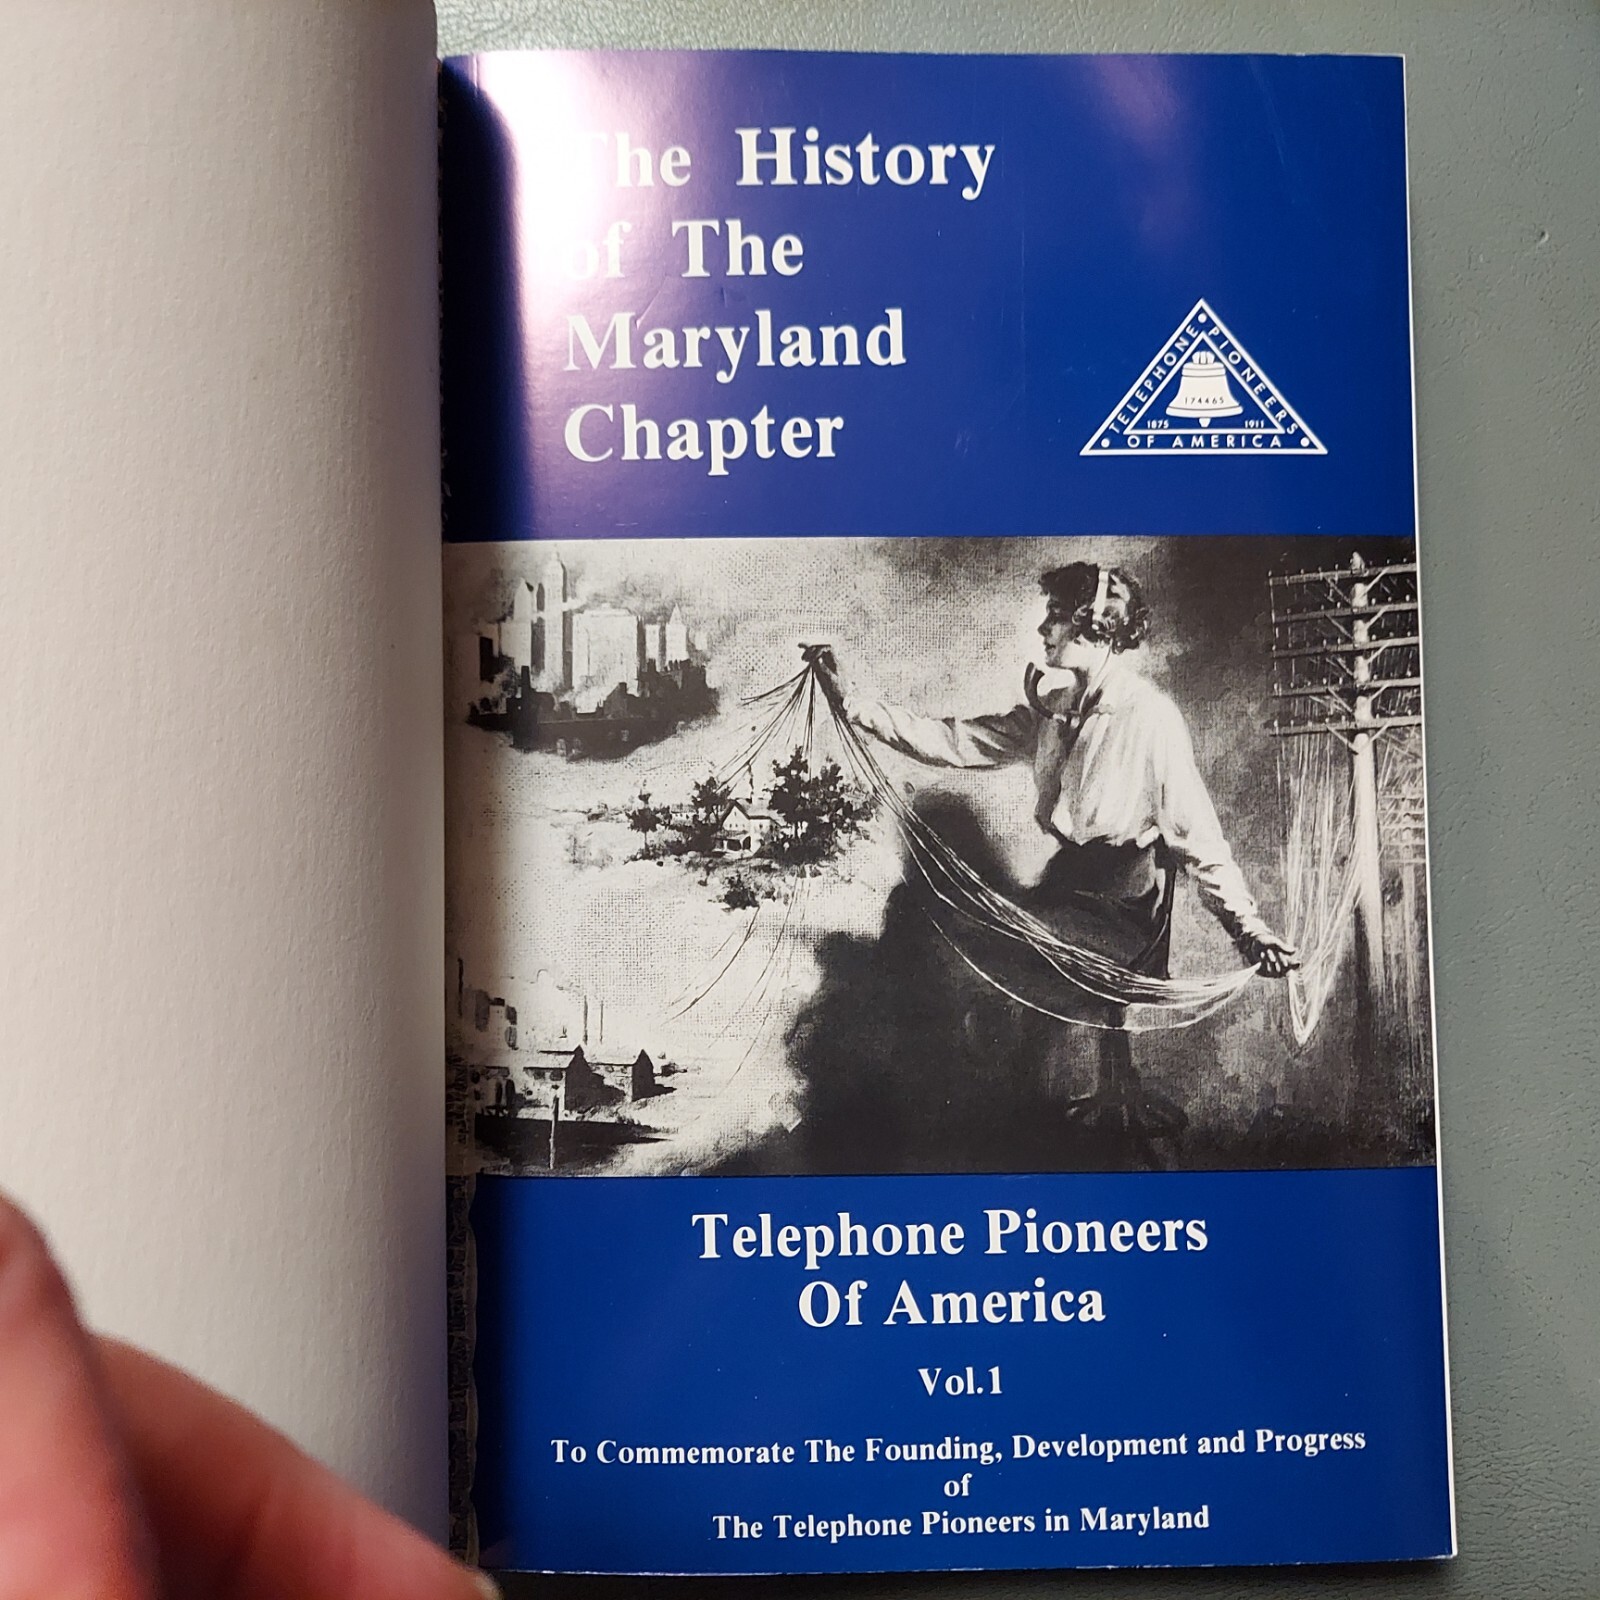 The History
of The
Maryland
Chapter
TELEPHONE PIONEERS
174465
1875 1911
OF AMERICA
Telephone Pioneers
Of America
Vol.1
To Commemorate The Founding, Development and Progress
of
The Telephone Pioneers in Maryland